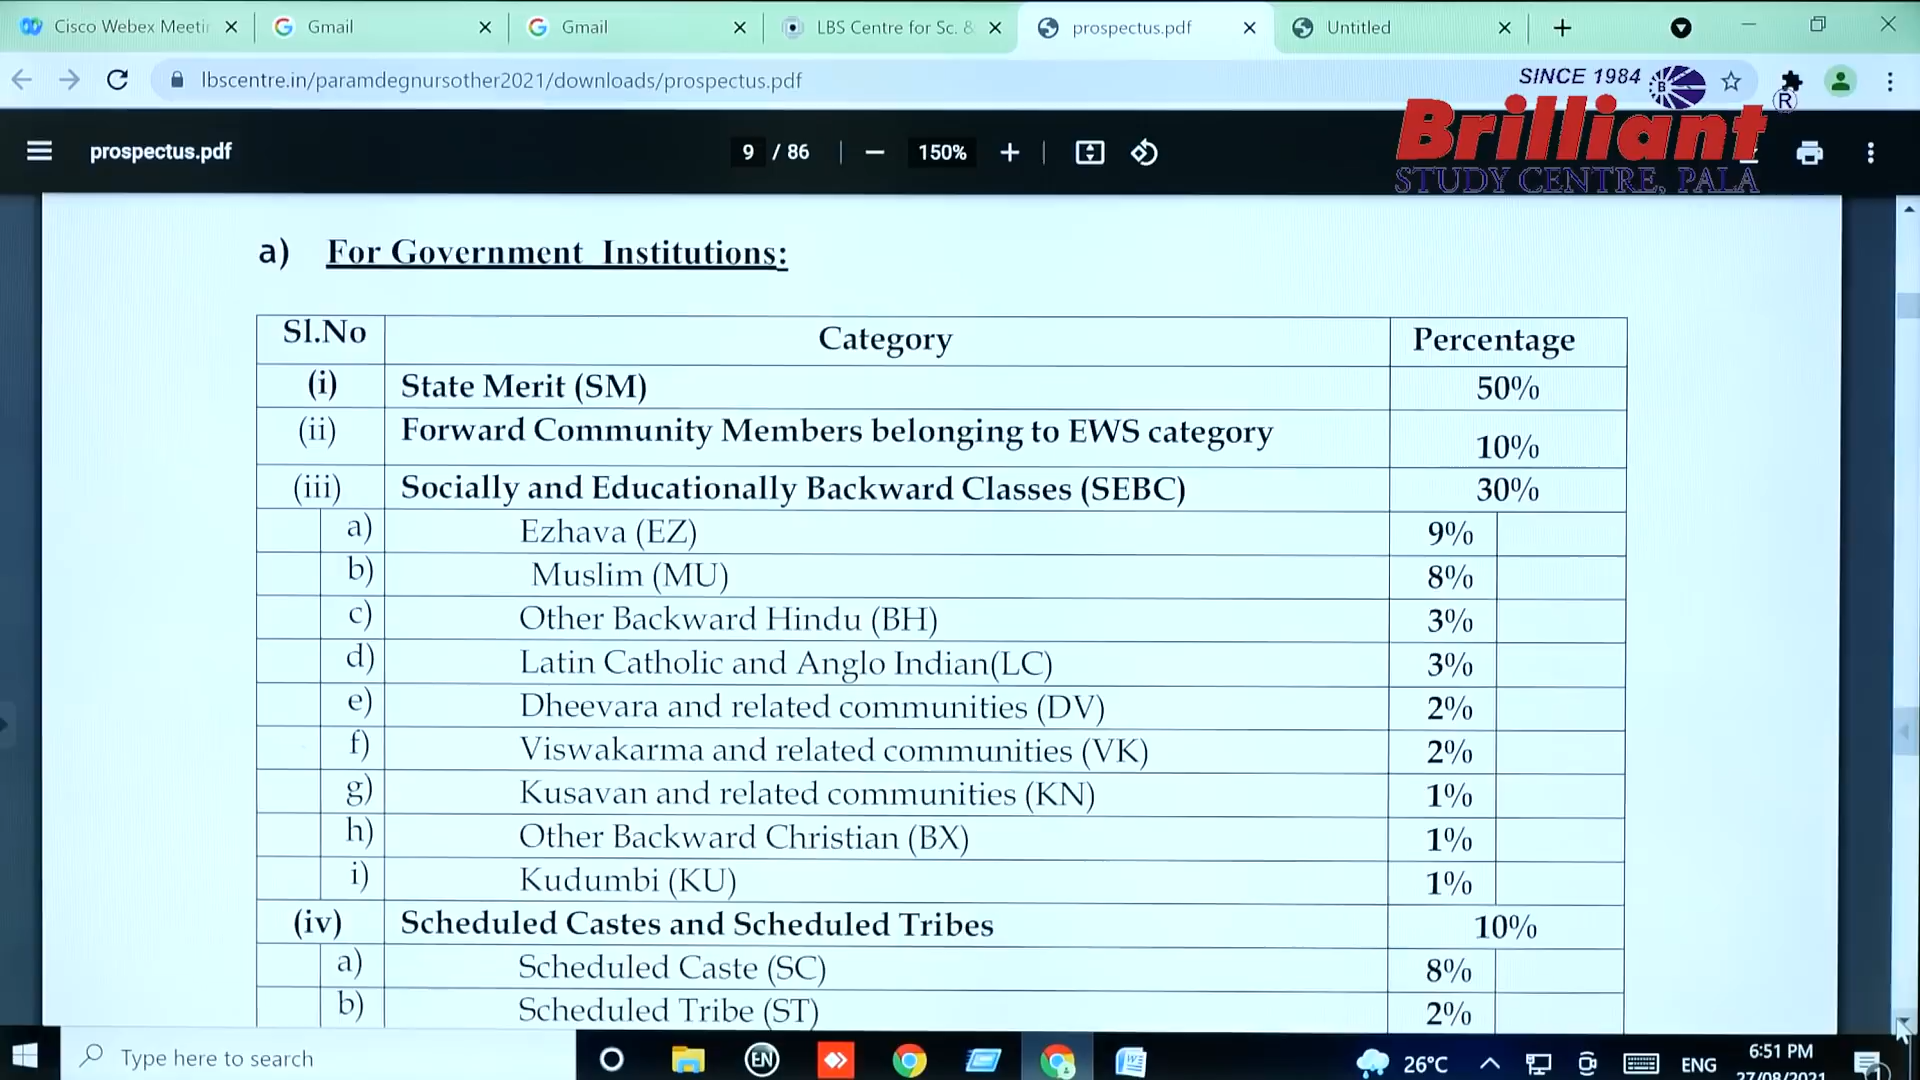 Cisco Webex Meeti
Gmail
Gmail
LBS Centre for Sc. &
prospectus.pdf
Untitled
lbscentre.in/paramdegnursother2021/downloads/prospectus.pdf
SINCE 1984
B
R
Brilliant
STUDY CENTRE, PALA
prospectus.pdf
9 / 86
150%
a) For Government Institutions:
Sl.No Category Percentage
(i) State Merit (SM) 50%
(ii) Forward Community Members belonging to EWS category 10%
(iii) Socially and Educationally Backward Classes (SEBC) 30%
a) Ezhava (EZ) 9%
b) Muslim (MU) 8%
c) Other Backward Hindu (BH) 3%
d) Latin Catholic and Anglo Indian(LC) 3%
e) Dheevara and related communities (DV) 2%
f) Viswakarma and related communities (VK) 2%
g) Kusavan and related communities (KN) 1%
h) Other Backward Christian (BX) 1%
i) Kudumbi (KU) 1%
(iv) Scheduled Castes and Scheduled Tribes 10%
a) Scheduled Caste (SC) 8%
b) Scheduled Tribe (ST) 2%
Type here to search
EN
26°C
ENG
6:51 PM
27/08/2021
1